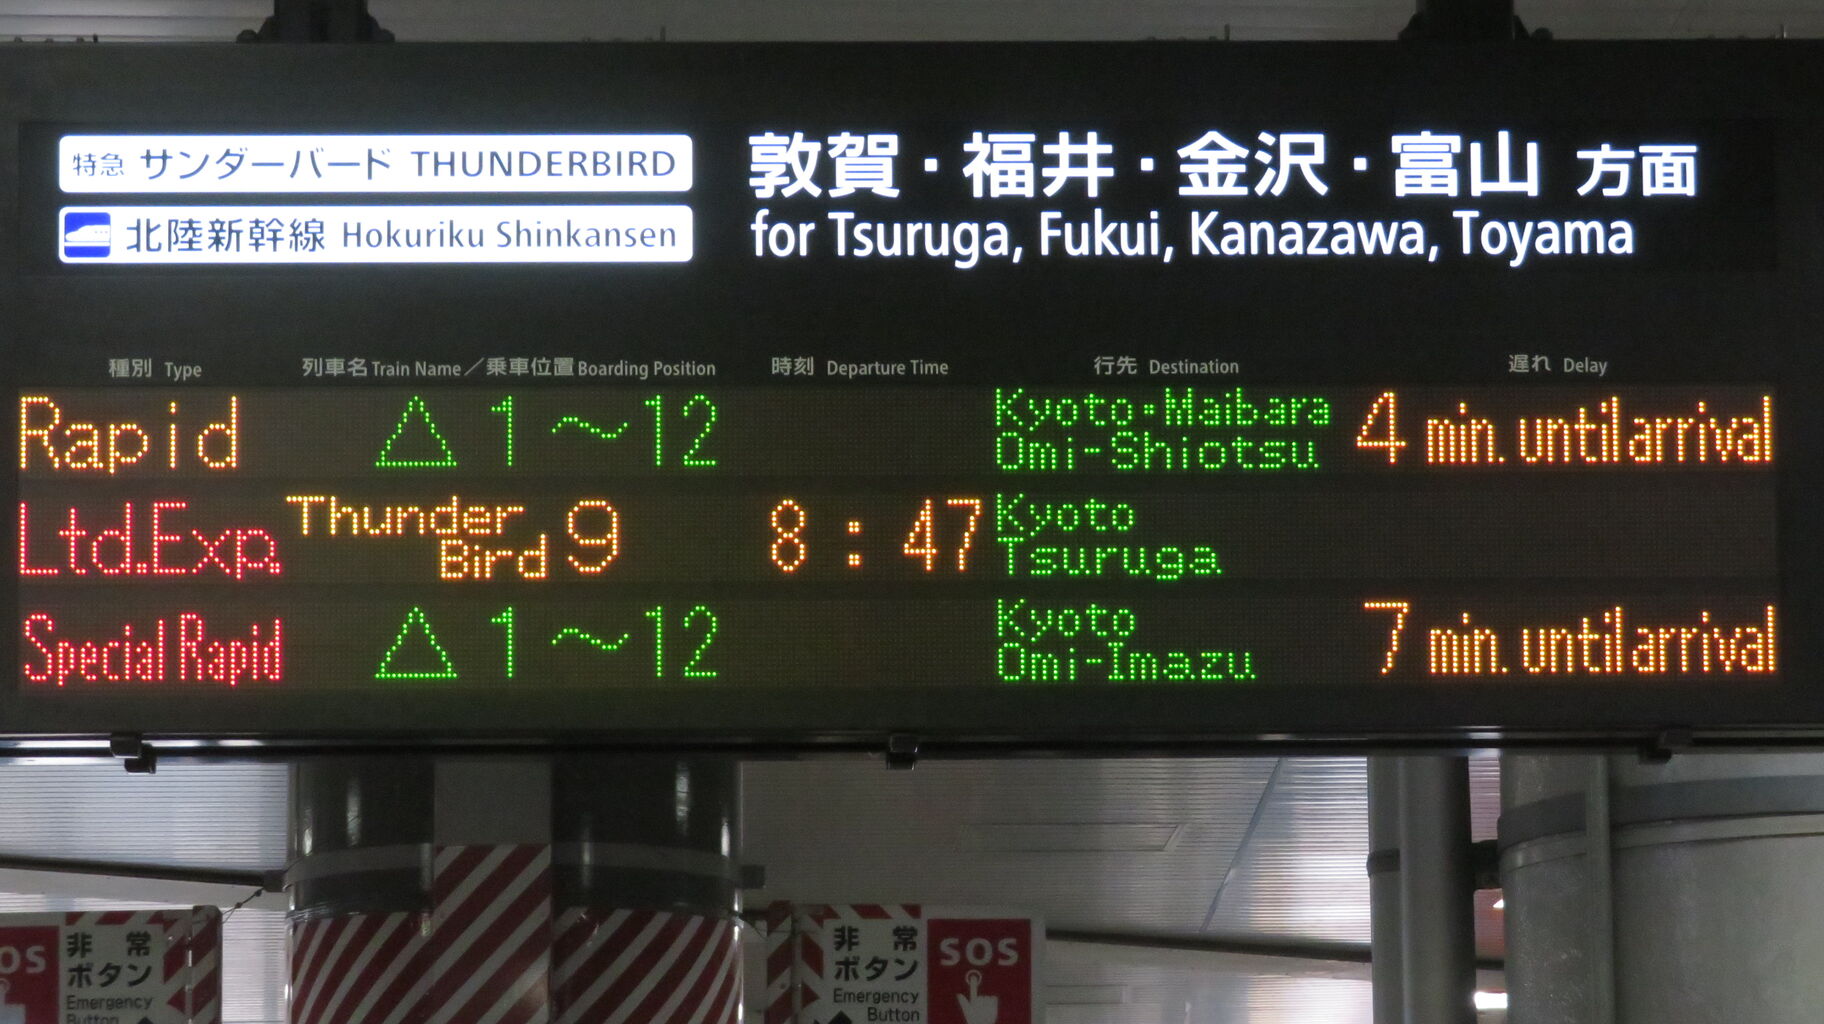 特急 サンダーバード THUNDERBIRD
北陸新幹線 Hokuriku Shinkansen
敦賀・福井・金沢・富山 方面
for Tsuruga, Fukui, Kanazawa, Toyama
種別 Type 列車名 Train Name／乗車位置 Boarding Position 時刻 Departure Time 行先 Destination 遅れ Delay
Rapid △ 1～12 Kyoto・Maibara Omi-Shiotsu 4 min. until arrival
Ltd.Exp. Thunder Bird 9 8:47 Kyoto Tsuruga
Special Rapid △ 1～12 Kyoto Omi-Imazu 7 min. until arrival
SOS
非常
ボタン
Emergency
Button
非常
ボタン
Emergency
Button
SOS